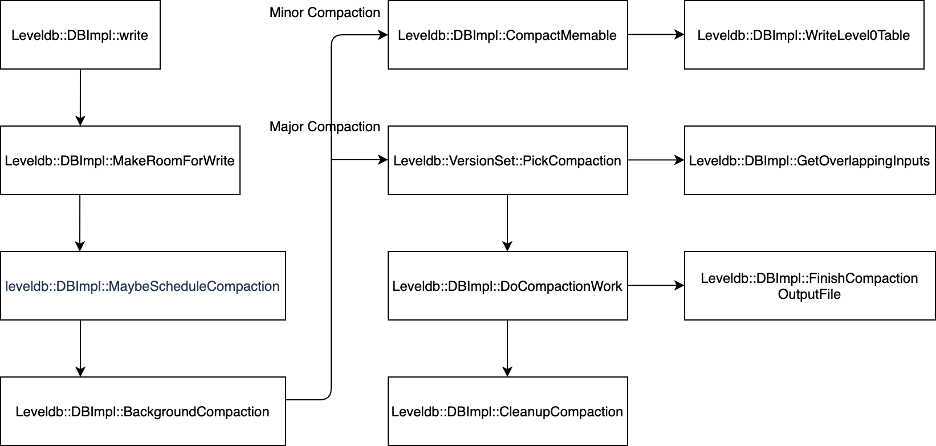 Minor Compaction
Leveldb::DBImpl::write
Leveldb::DBImpl::CompactMemable
Leveldb::DBImpl::WriteLevel0Table
Major Compaction
Leveldb::DBImpl::MakeRoomForWrite
Leveldb::VersionSet::PickCompaction
Leveldb::DBImpl::GetOverlappingInputs
leveldb::DBImpl::MaybeScheduleCompaction
Leveldb::DBImpl::DoCompactionWork
Leveldb::DBImpl::FinishCompaction
OutputFile
Leveldb::DBImpl::BackgroundCompaction
Leveldb::DBImpl::CleanupCompaction